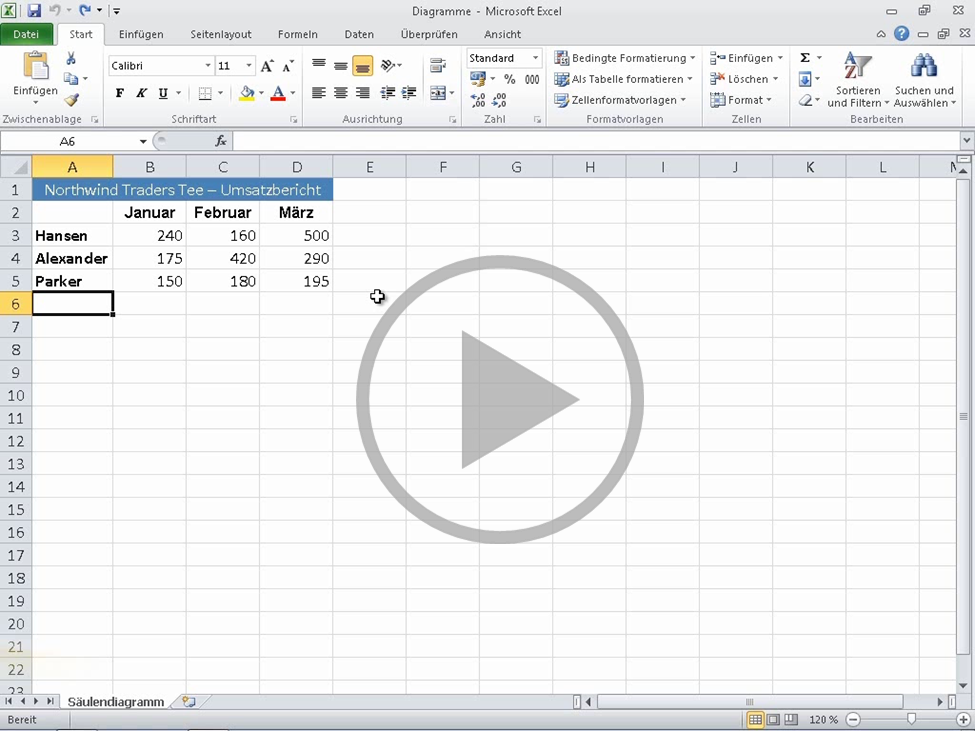 Diagramme - Microsoft Excel
Datei Start Einfügen Seitenlayout Formeln Daten Überprüfen Ansicht
Einfügen
Calibri 11
F K U
Standard
% 000
Bedingte Formatierung
Als Tabelle formatieren
Zellenformatvorlagen
Einfügen
Löschen
Format
Σ
Sortieren und Filtern
Suchen und Auswählen
Zwischenablage Schriftart Ausrichtung Zahl Formatvorlagen Zellen Bearbeiten
A6 fx
A B C D E F G H I J K L
1 Northwind Traders Tee – Umsatzbericht
2 Januar Februar März
3 Hansen 240 160 500
4 Alexander 175 420 290
5 Parker 150 180 195
6
7
8
9
10
11
12
13
14
15
16
17
18
19
20
21
22
23
Säulendiagramm
Bereit 120 %